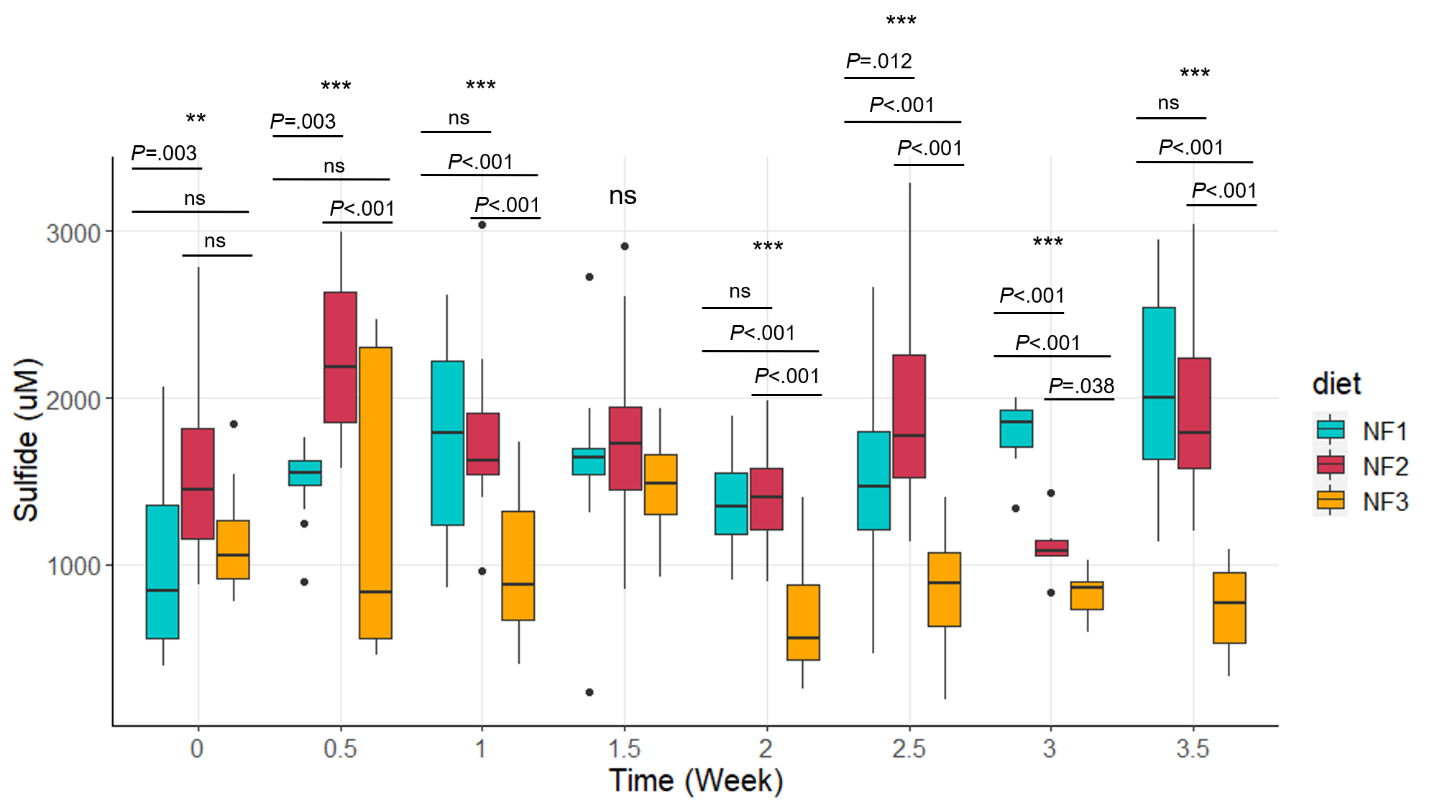 ***
P=.012
***
***
***
P<.001
ns
ns
**
P=.003
P<.001
P<.001
P=.003
P<.001
ns
P<.001
ns
P<.001
P<.001
ns
ns
P<.001
3000
***
***
ns
P<.001
P<.001
P<.001
P<.001
P=.038
2000
1000
Sulfide (uM)
0 0.5 1 1.5 2 2.5 3 3.5
Time (Week)
diet
NF1
NF2
NF3